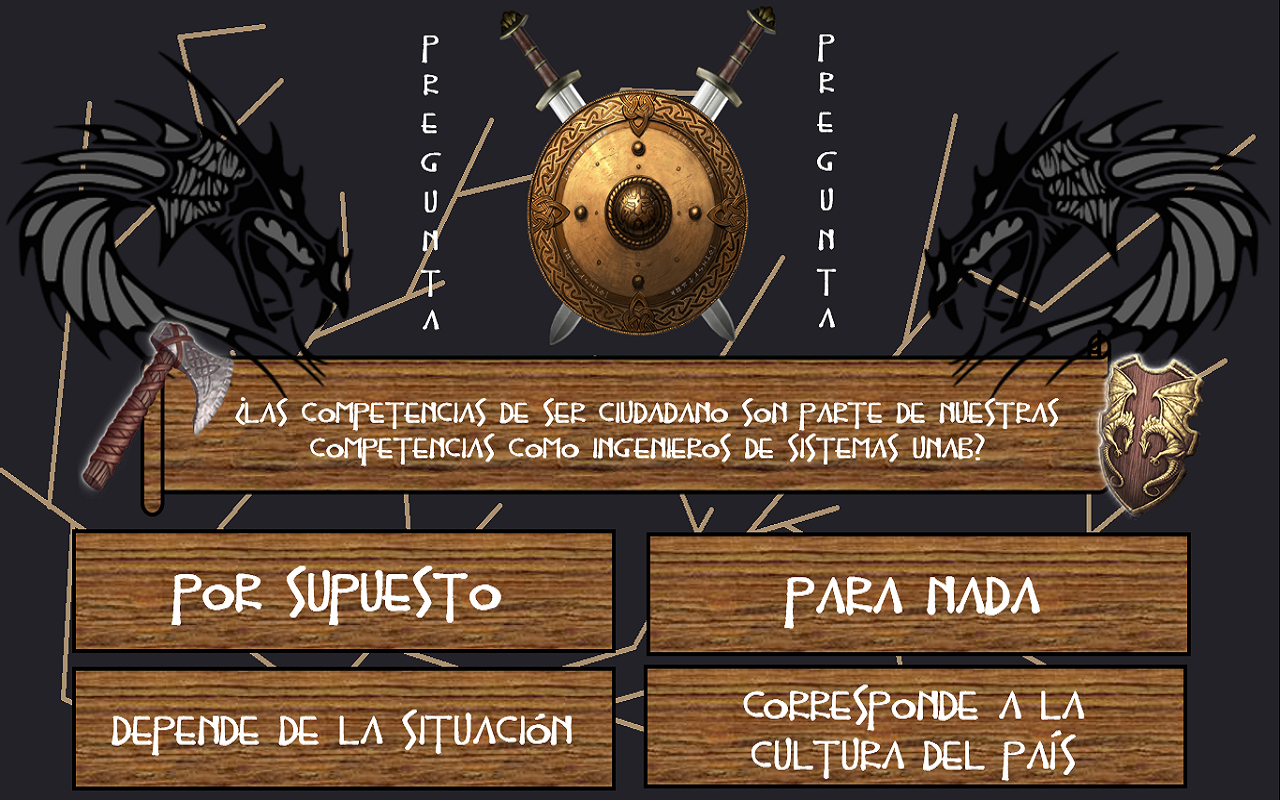 PREGUNTA
PREGUNTA
¿LAS COMPETENCIAS DE SER CIUDADANO SON PARTE DE NUESTRAS
COMPETENCIAS COMO INGENIEROS DE SISTEMAS UNAB?
POR SUPUESTO
PARA NADA
DEPENDE DE LA SITUACIÓN
CORRESPONDE A LA
CULTURA DEL PAÍS